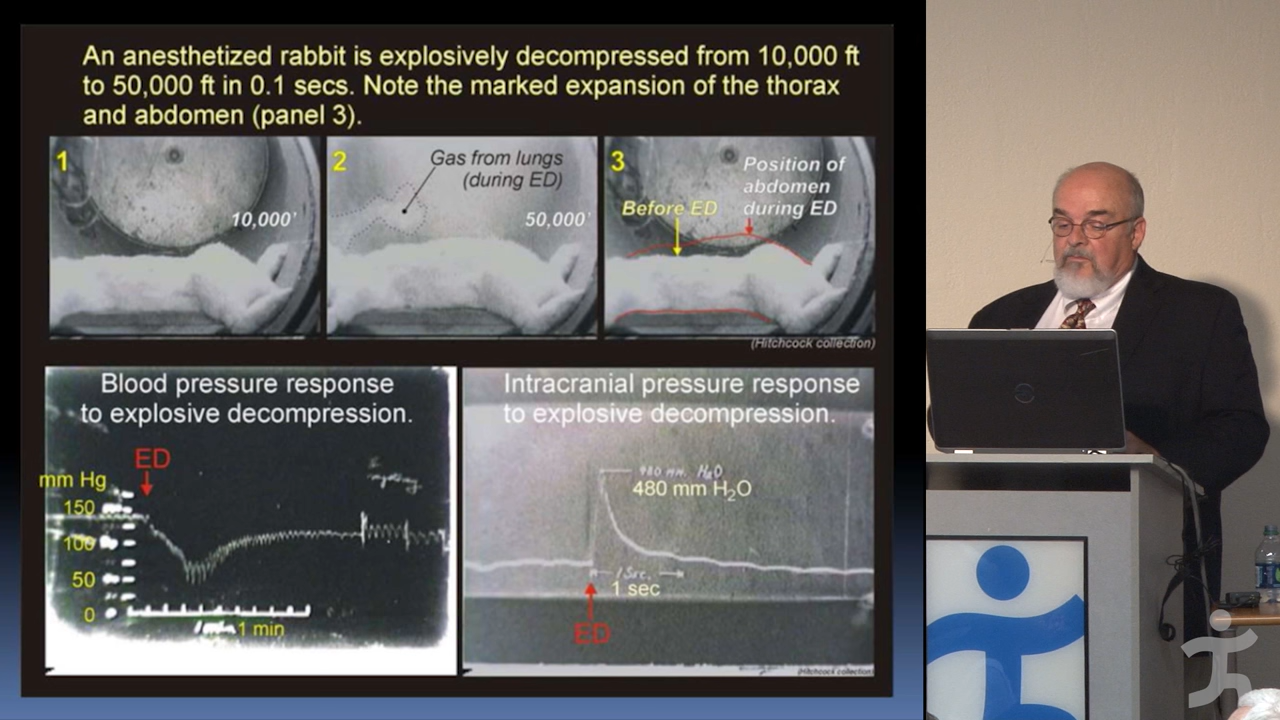 An anesthetized rabbit is explosively decompressed from 10,000 ft
to 50,000 ft in 0.1 secs. Note the marked expansion of the thorax
and abdomen (panel 3).
1
10,000'
2
Gas from lungs
(during ED)
50,000'
3
Position of
abdomen
during ED
Before ED
(Hitchcock collection)
Blood pressure response
to explosive decompression.
ED
mm Hg
150
100
50
0
1 min
Intracranial pressure response
to explosive decompression.
480 mm. H2O
480 mm H₂O
1 Sec.
1 sec
ED
(Hitchcock collection)